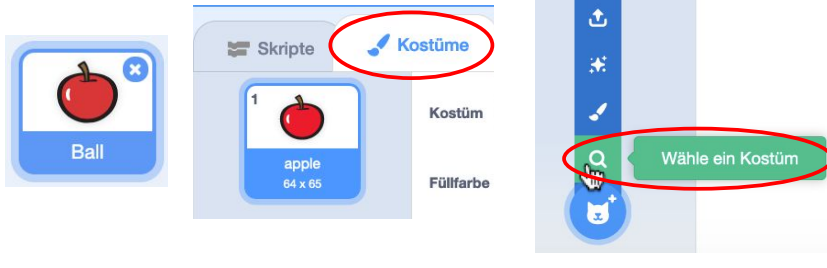 Ball
Skripte
Kostüme
1
apple
64 x 65
Kostüm
Füllfarbe
Wähle ein Kostüm